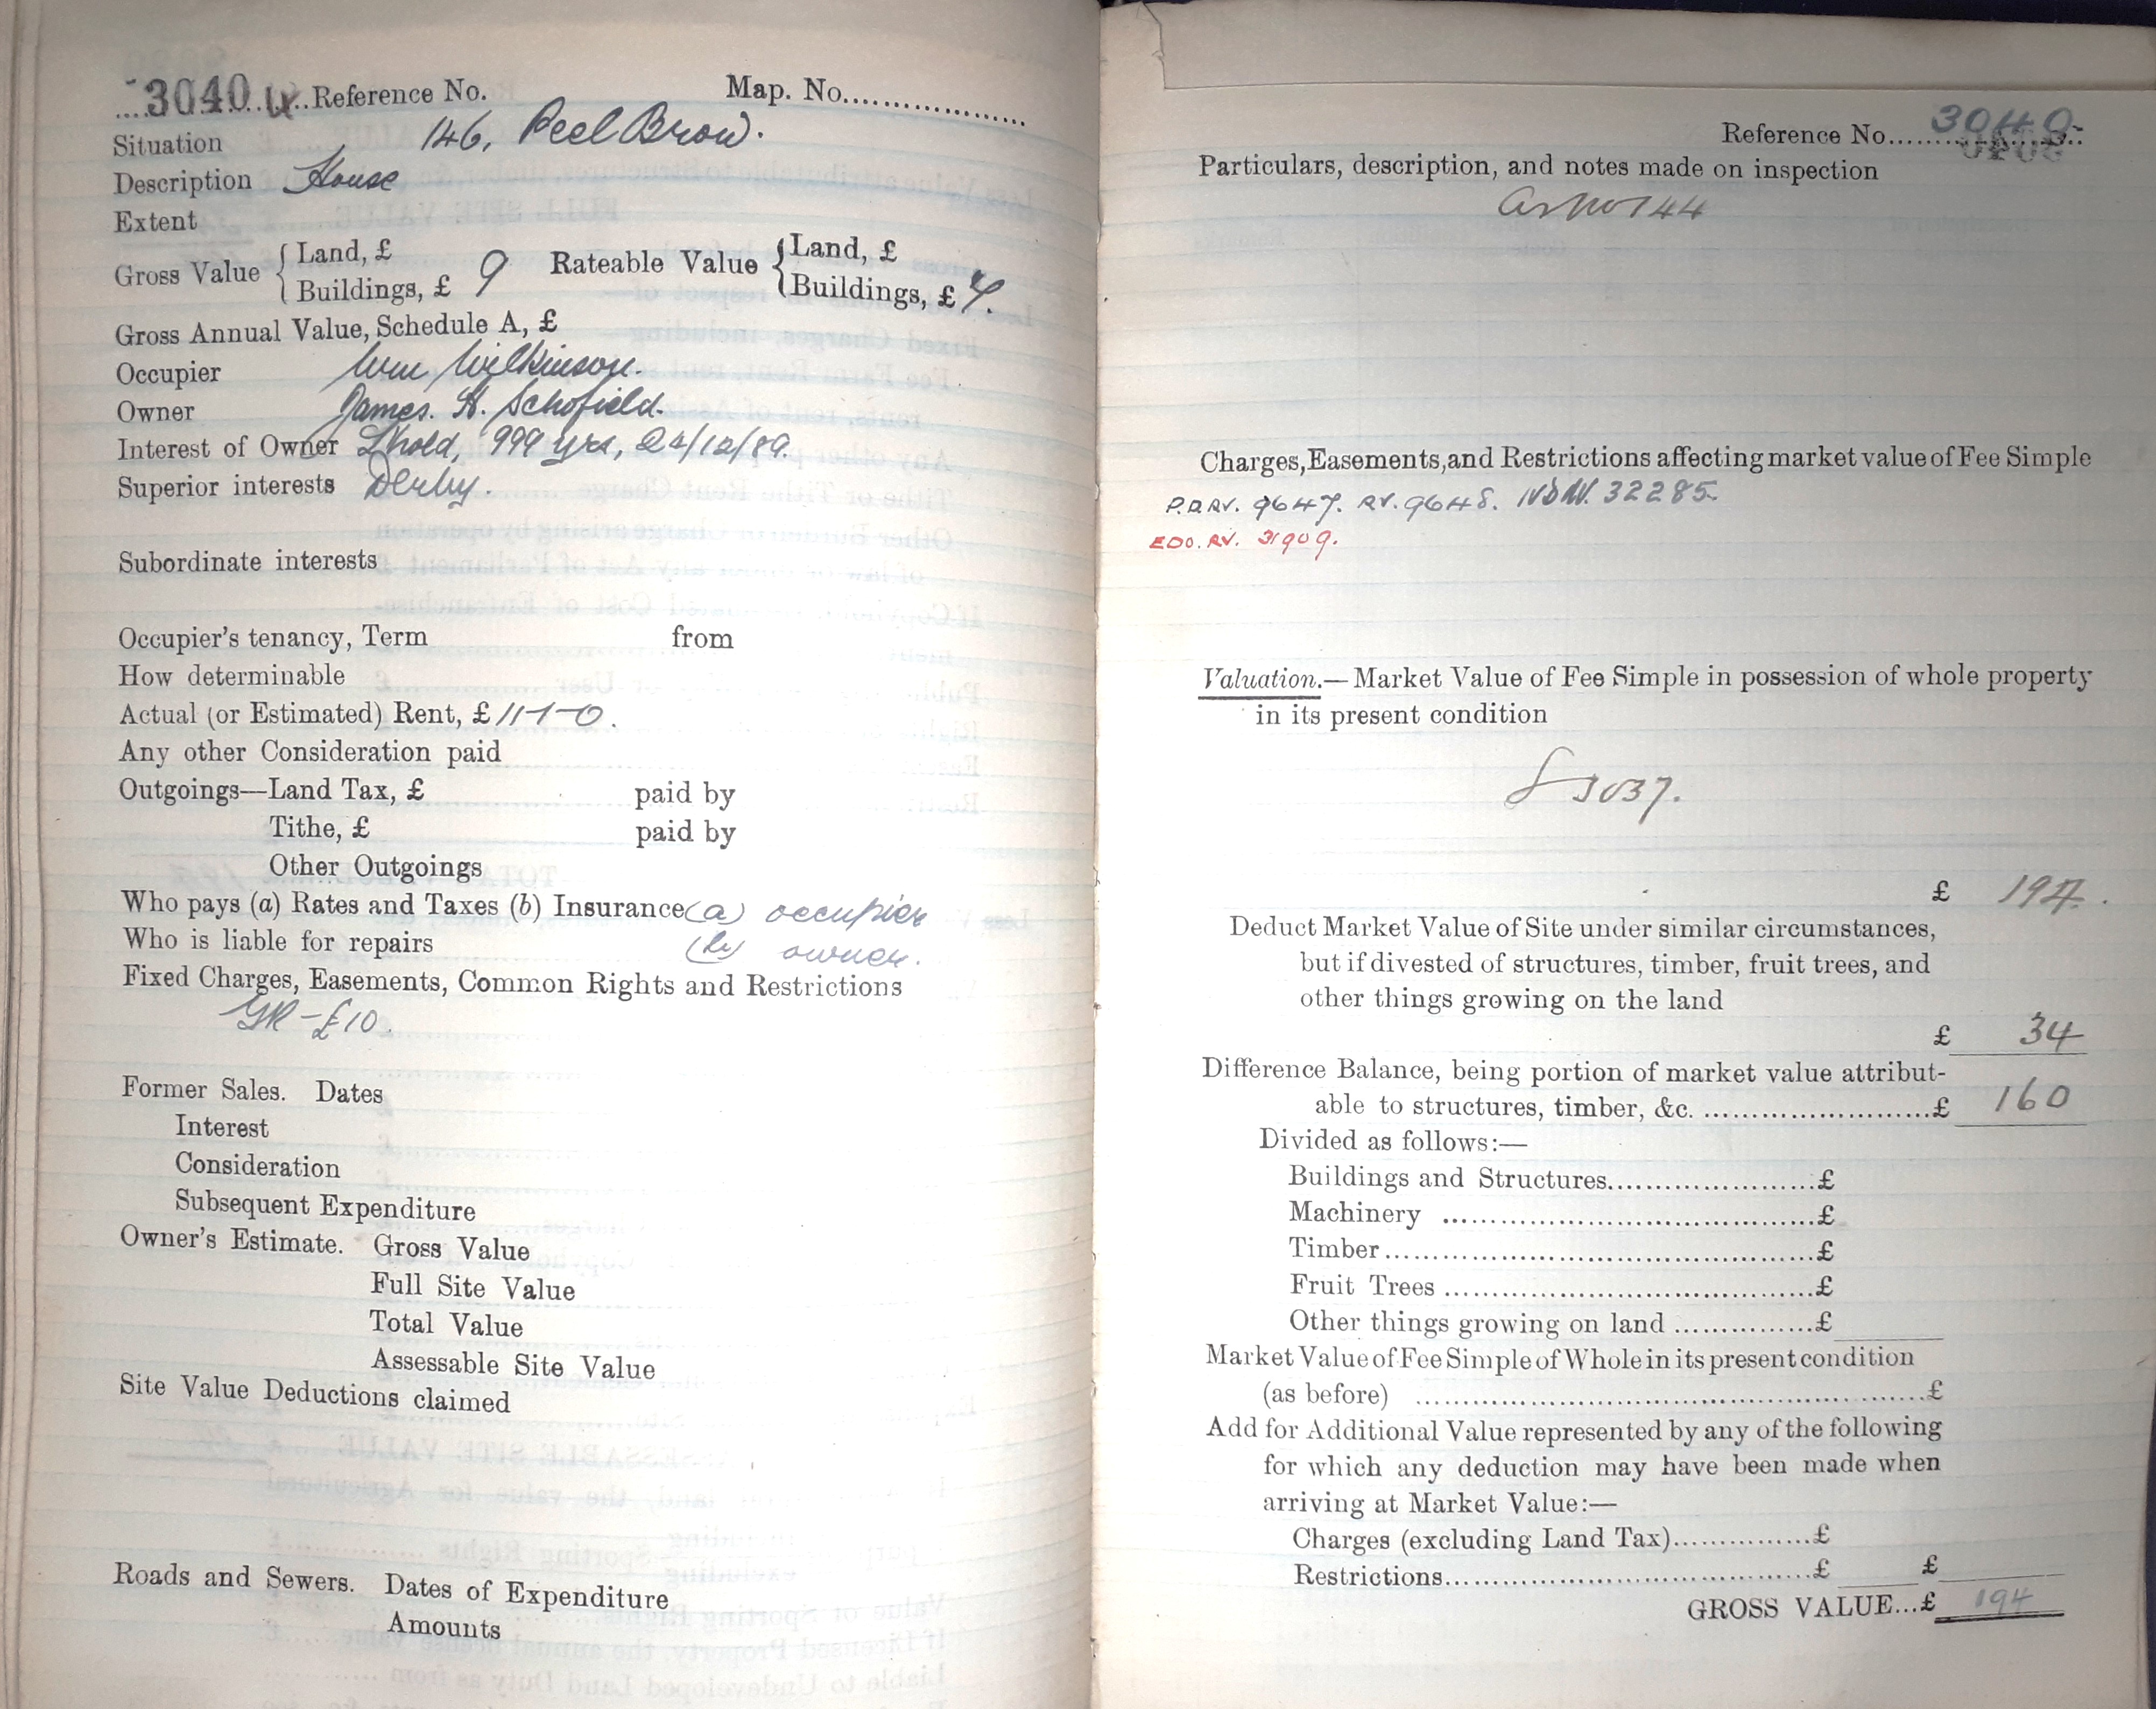 3040 Reference No. Map. No.
Situation 146, Peel Brow.
Description House
Extent
Gross Value { Land, £ Rateable Value { Land, £
Buildings, £ 9 Buildings, £ 7.
Gross Annual Value, Schedule A, £
Occupier Wm Wilkinson.
Owner James. H. Schofield.
Interest of Owner Lhold, 999 yrs, 24/12/89.
Superior interests Derby.
Subordinate interests
Occupier's tenancy, Term from
How determinable
Actual (or Estimated) Rent, £
Any other Consideration paid
Outgoings—Land Tax, £ paid by
Tithe, £ paid by
Other Outgoings
Who pays (a) Rates and Taxes (b) Insurance (a) occupier
Who is liable for repairs (b) owner.
Fixed Charges, Easements, Common Rights and Restrictions
GR - £10.
Former Sales. Dates
Interest
Consideration
Subsequent Expenditure
Owner's Estimate. Gross Value
Full Site Value
Total Value
Assessable Site Value
Site Value Deductions claimed
Roads and Sewers. Dates of Expenditure
Amounts
Reference No. 3040
Particulars, description, and notes made on inspection
as No 144
Charges, Easements, and Restrictions affecting market value of Fee Simple
9647. RV. 9648. 32285.
EDO. RV. 31909.
Valuation.—Market Value of Fee Simple in possession of whole property
in its present condition
3037.
£ 194.
Deduct Market Value of Site under similar circumstances,
but if divested of structures, timber, fruit trees, and
other things growing on the land
£ 34
Difference Balance, being portion of market value attribut-
able to structures, timber, &c. £ 160
Divided as follows:—
Buildings and Structures £
Machinery £
Timber £
Fruit Trees £
Other things growing on land £
Market Value of Fee Simple of Whole in its present condition
(as before) £
Add for Additional Value represented by any of the following
for which any deduction may have been made when
arriving at Market Value:—
Charges (excluding Land Tax) £
Restrictions £ £
GROSS VALUE...£ 194